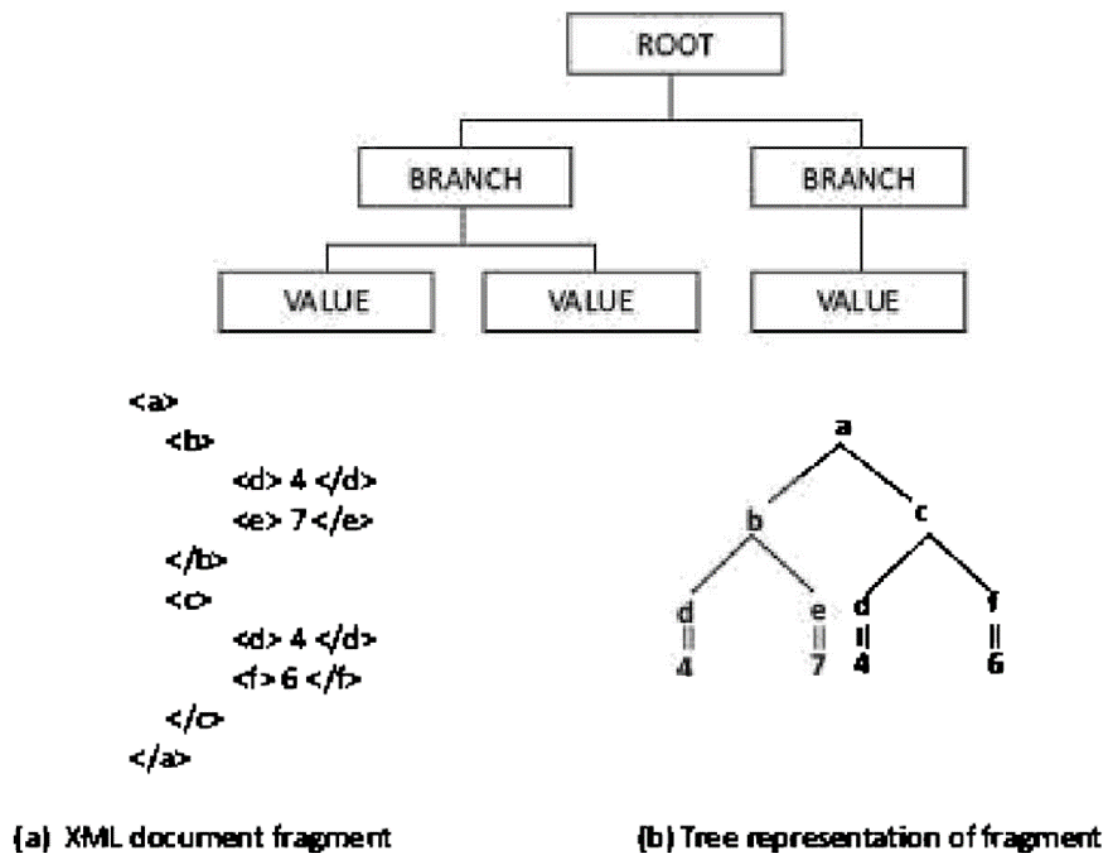 ROOT
BRANCH BRANCH
VALUE VALUE VALUE
<a>
<b>
<d> 4 </d>
<e> 7 </e>
</b>
<c>
<d> 4 </d>
<f> 6 </f>
</c>
</a>
a
b c
d e d f
4 7 4 6
(a) XML document fragment
(b) Tree representation of fragment